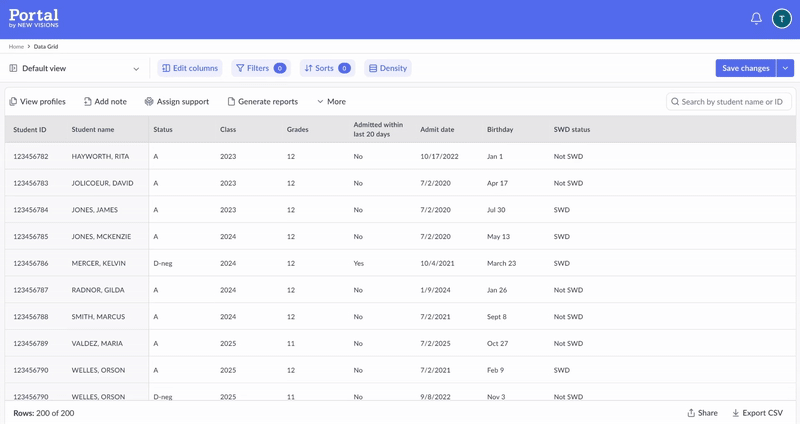 Portal
by NEW VISIONS
T
Home > Data Grid
Default view Edit columns Filters 0 Sorts 0 Density Save changes
View profiles Add note Assign support Generate reports More Search by student name or ID
Student ID Student name Status Class Grades Admitted within last 20 days Admit date Birthday SWD status
123456782 HAYWORTH, RITA A 2023 12 No 10/17/2022 Jan 1 Not SWD
123456783 JOLICOEUR, DAVID A 2023 12 No 7/2/2020 Apr 17 Not SWD
123456784 JONES, JAMES A 2023 12 No 7/2/2020 Jul 30 SWD
123456785 JONES, MCKENZIE A 2024 12 No 7/2/2020 May 13 SWD
123456786 MERCER, KELVIN D-neg 2024 12 Yes 10/4/2021 March 23 SWD
123456787 RADNOR, GILDA A 2024 12 No 1/9/2024 Jan 26 Not SWD
123456788 SMITH, MARCUS A 2024 12 No 7/2/2021 Sept 8 Not SWD
123456789 VALDEZ, MARIA A 2025 11 No 7/2/2025 Oct 27 Not SWD
123456790 WELLES, ORSON A 2025 12 No 7/2/2021 Feb 9 SWD
123456790 WELLES, ORSON D-neg 2025 11 No 9/8/2022 Nov 3 Not SWD
Rows: 200 of 200 Share Export CSV